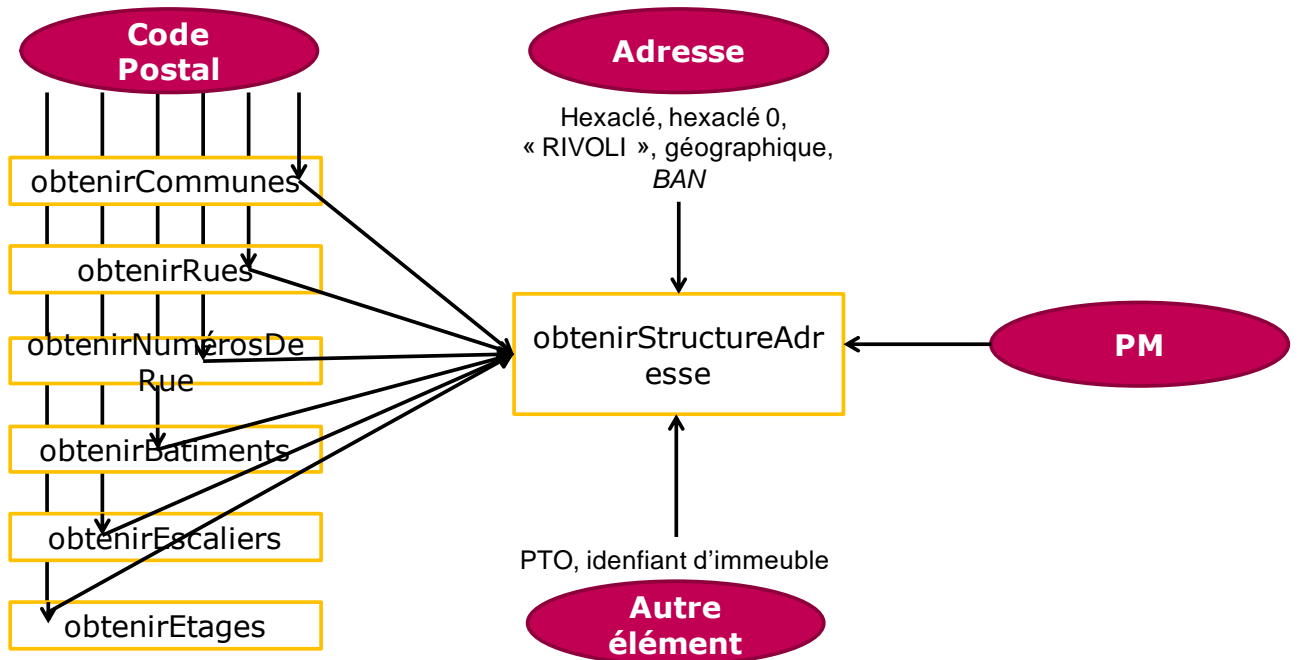 Code
Postal
obtenirCommunes
obtenirRues
obtenirNumérosDe
Rue
obtenirBatiments
obtenirEscaliers
obtenirEtages
Adresse
Hexaclé, hexaclé 0,
« RIVOLI », géographique,
BAN
obtenirStructureAdr
esse
PTO, idenfiant d’immeuble
Autre
élément
PM